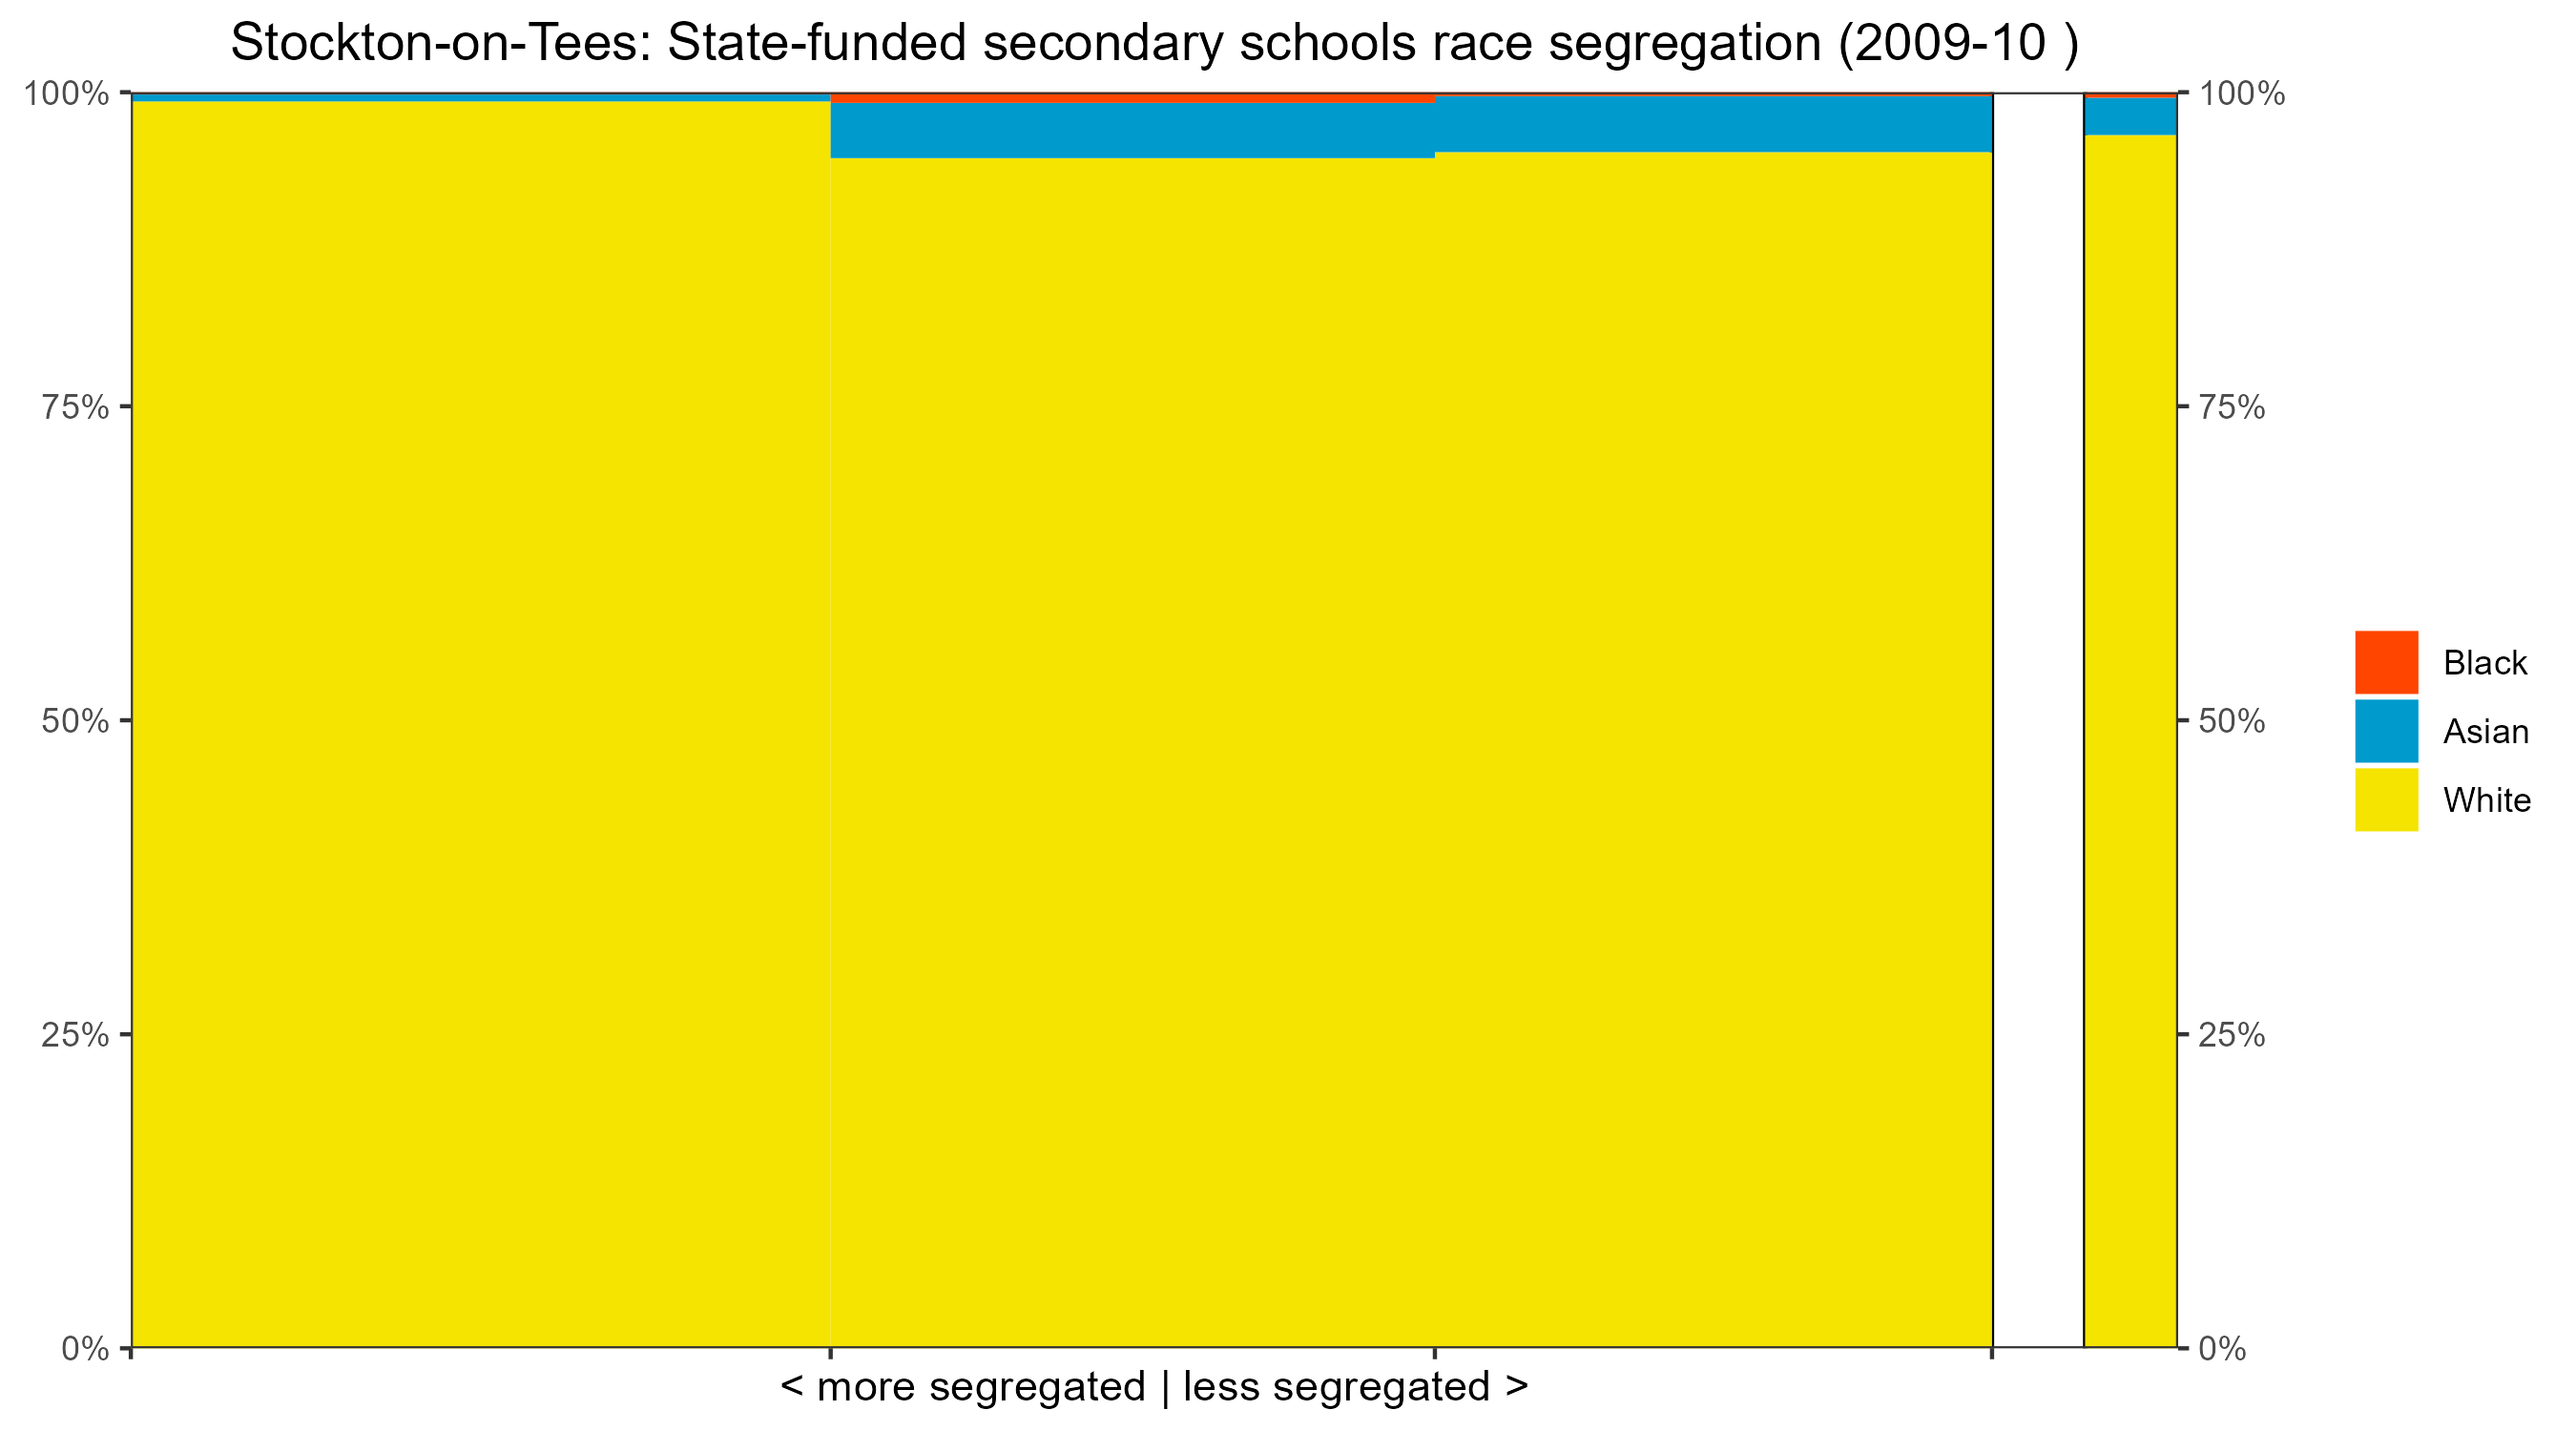 Stockton-on-Tees: State-funded secondary schools race segregation (2009-10 )
100%
75%
50%
25%
0%
100%
75%
50%
25%
0%
Black
Asian
White
< more segregated | less segregated >